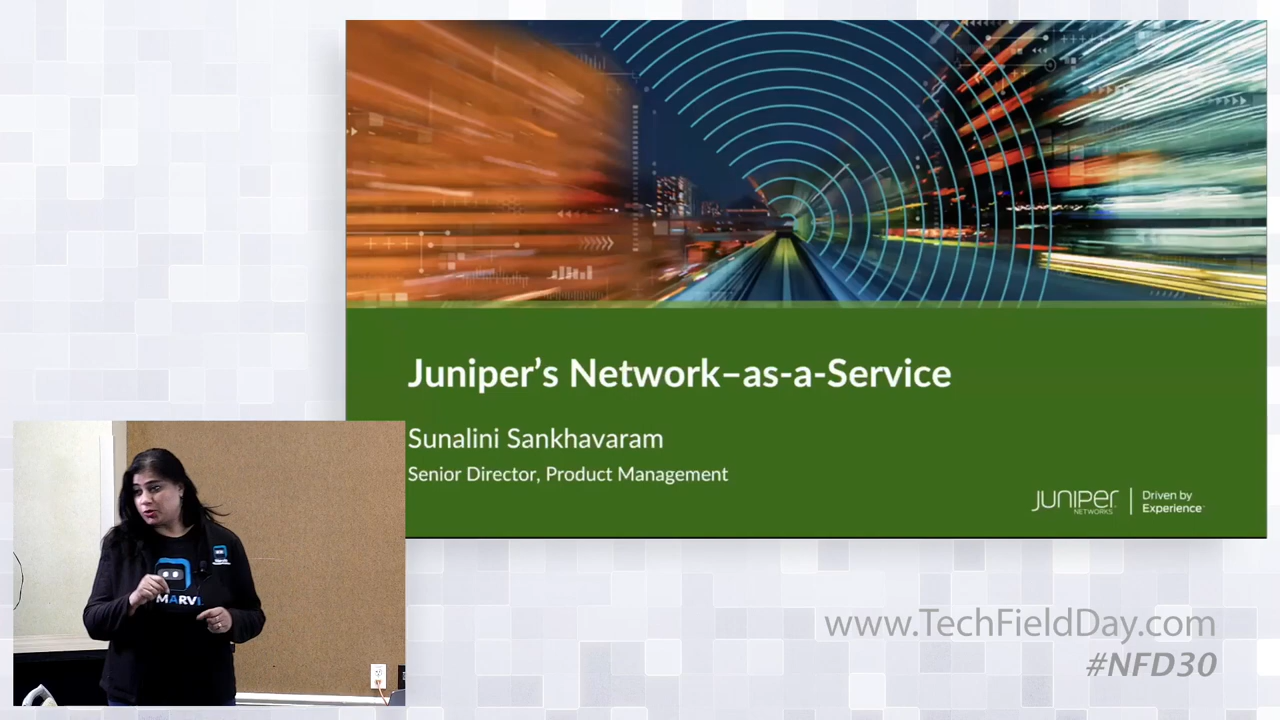 Juniper's Network–as-a-Service
Sunalini Sankhavaram
Senior Director, Product Management
JUNIPER
NETWORKS
Driven by
Experience
MARVI
www.TechFieldDay.com
#NFD30